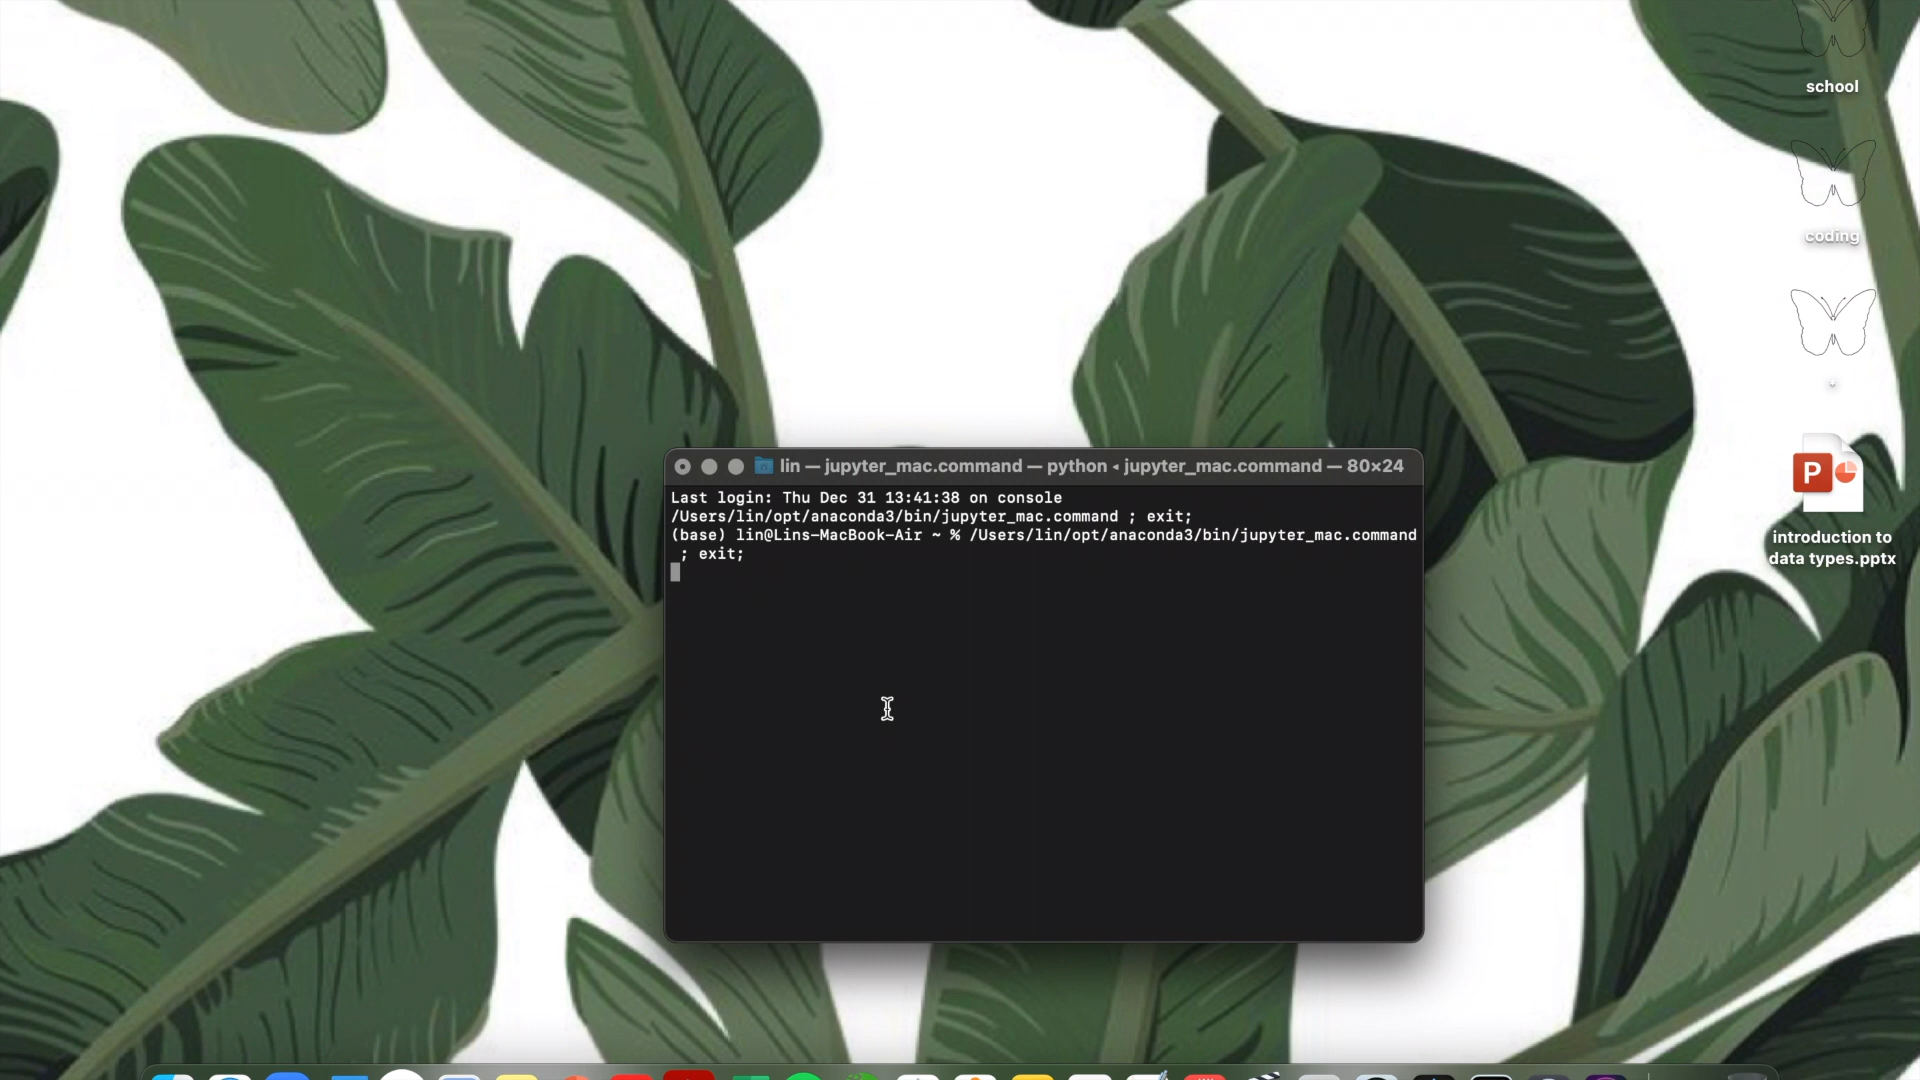 school
coding
lin — jupyter_mac.command — python ◂ jupyter_mac.command — 80×24
Last login: Thu Dec 31 13:41:38 on console
/Users/lin/opt/anaconda3/bin/jupyter_mac.command ; exit;
(base) lin@Lins-MacBook-Air ~ % /Users/lin/opt/anaconda3/bin/jupyter_mac.command
; exit;
P
introduction to
data types.pptx